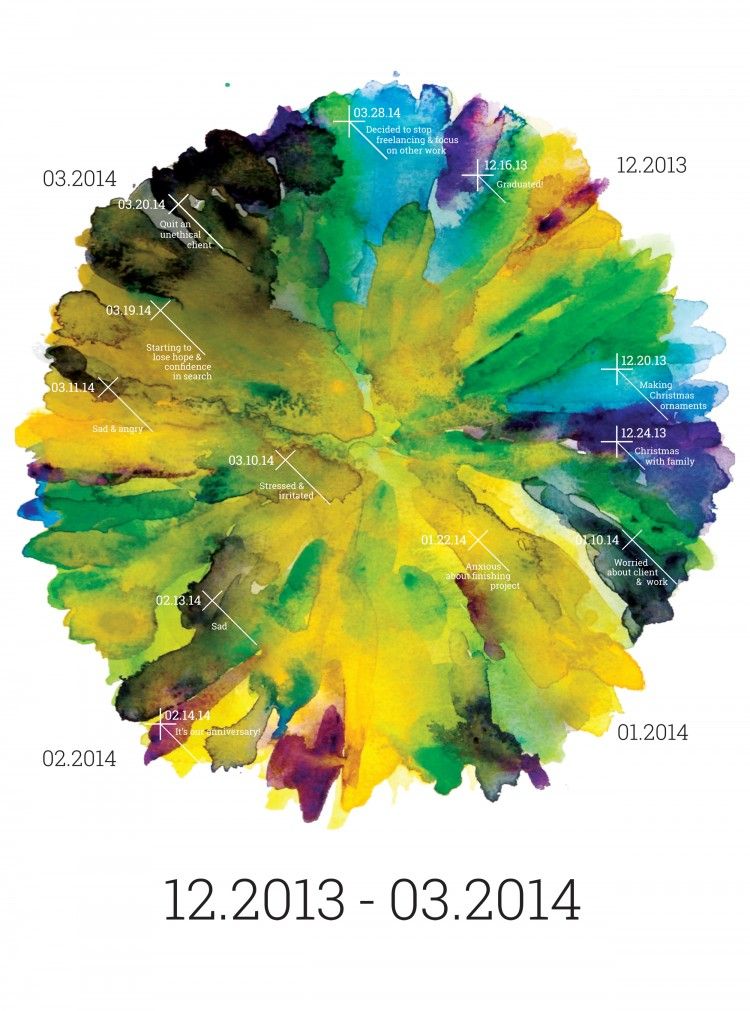 03.28.14
Decided to stop
freelancing & focus
on other work
12.16.13
Graduated!
12.2013
03.2014
03.20.14
Quit an
unethical
client
03.19.14
Starting to
lose hope &
confidence
in search
12.20.13
Making
Christmas
ornaments
03.11.14
Sad & angry
12.24.13
Christmas
with family
03.10.14
Stressed &
irritated
01.22.14
Anxious
about finishing
project
01.10.14
Worried
about client
& work
02.13.14
Sad
02.14.14
It's our anniversary!
01.2014
02.2014
12.2013 - 03.2014